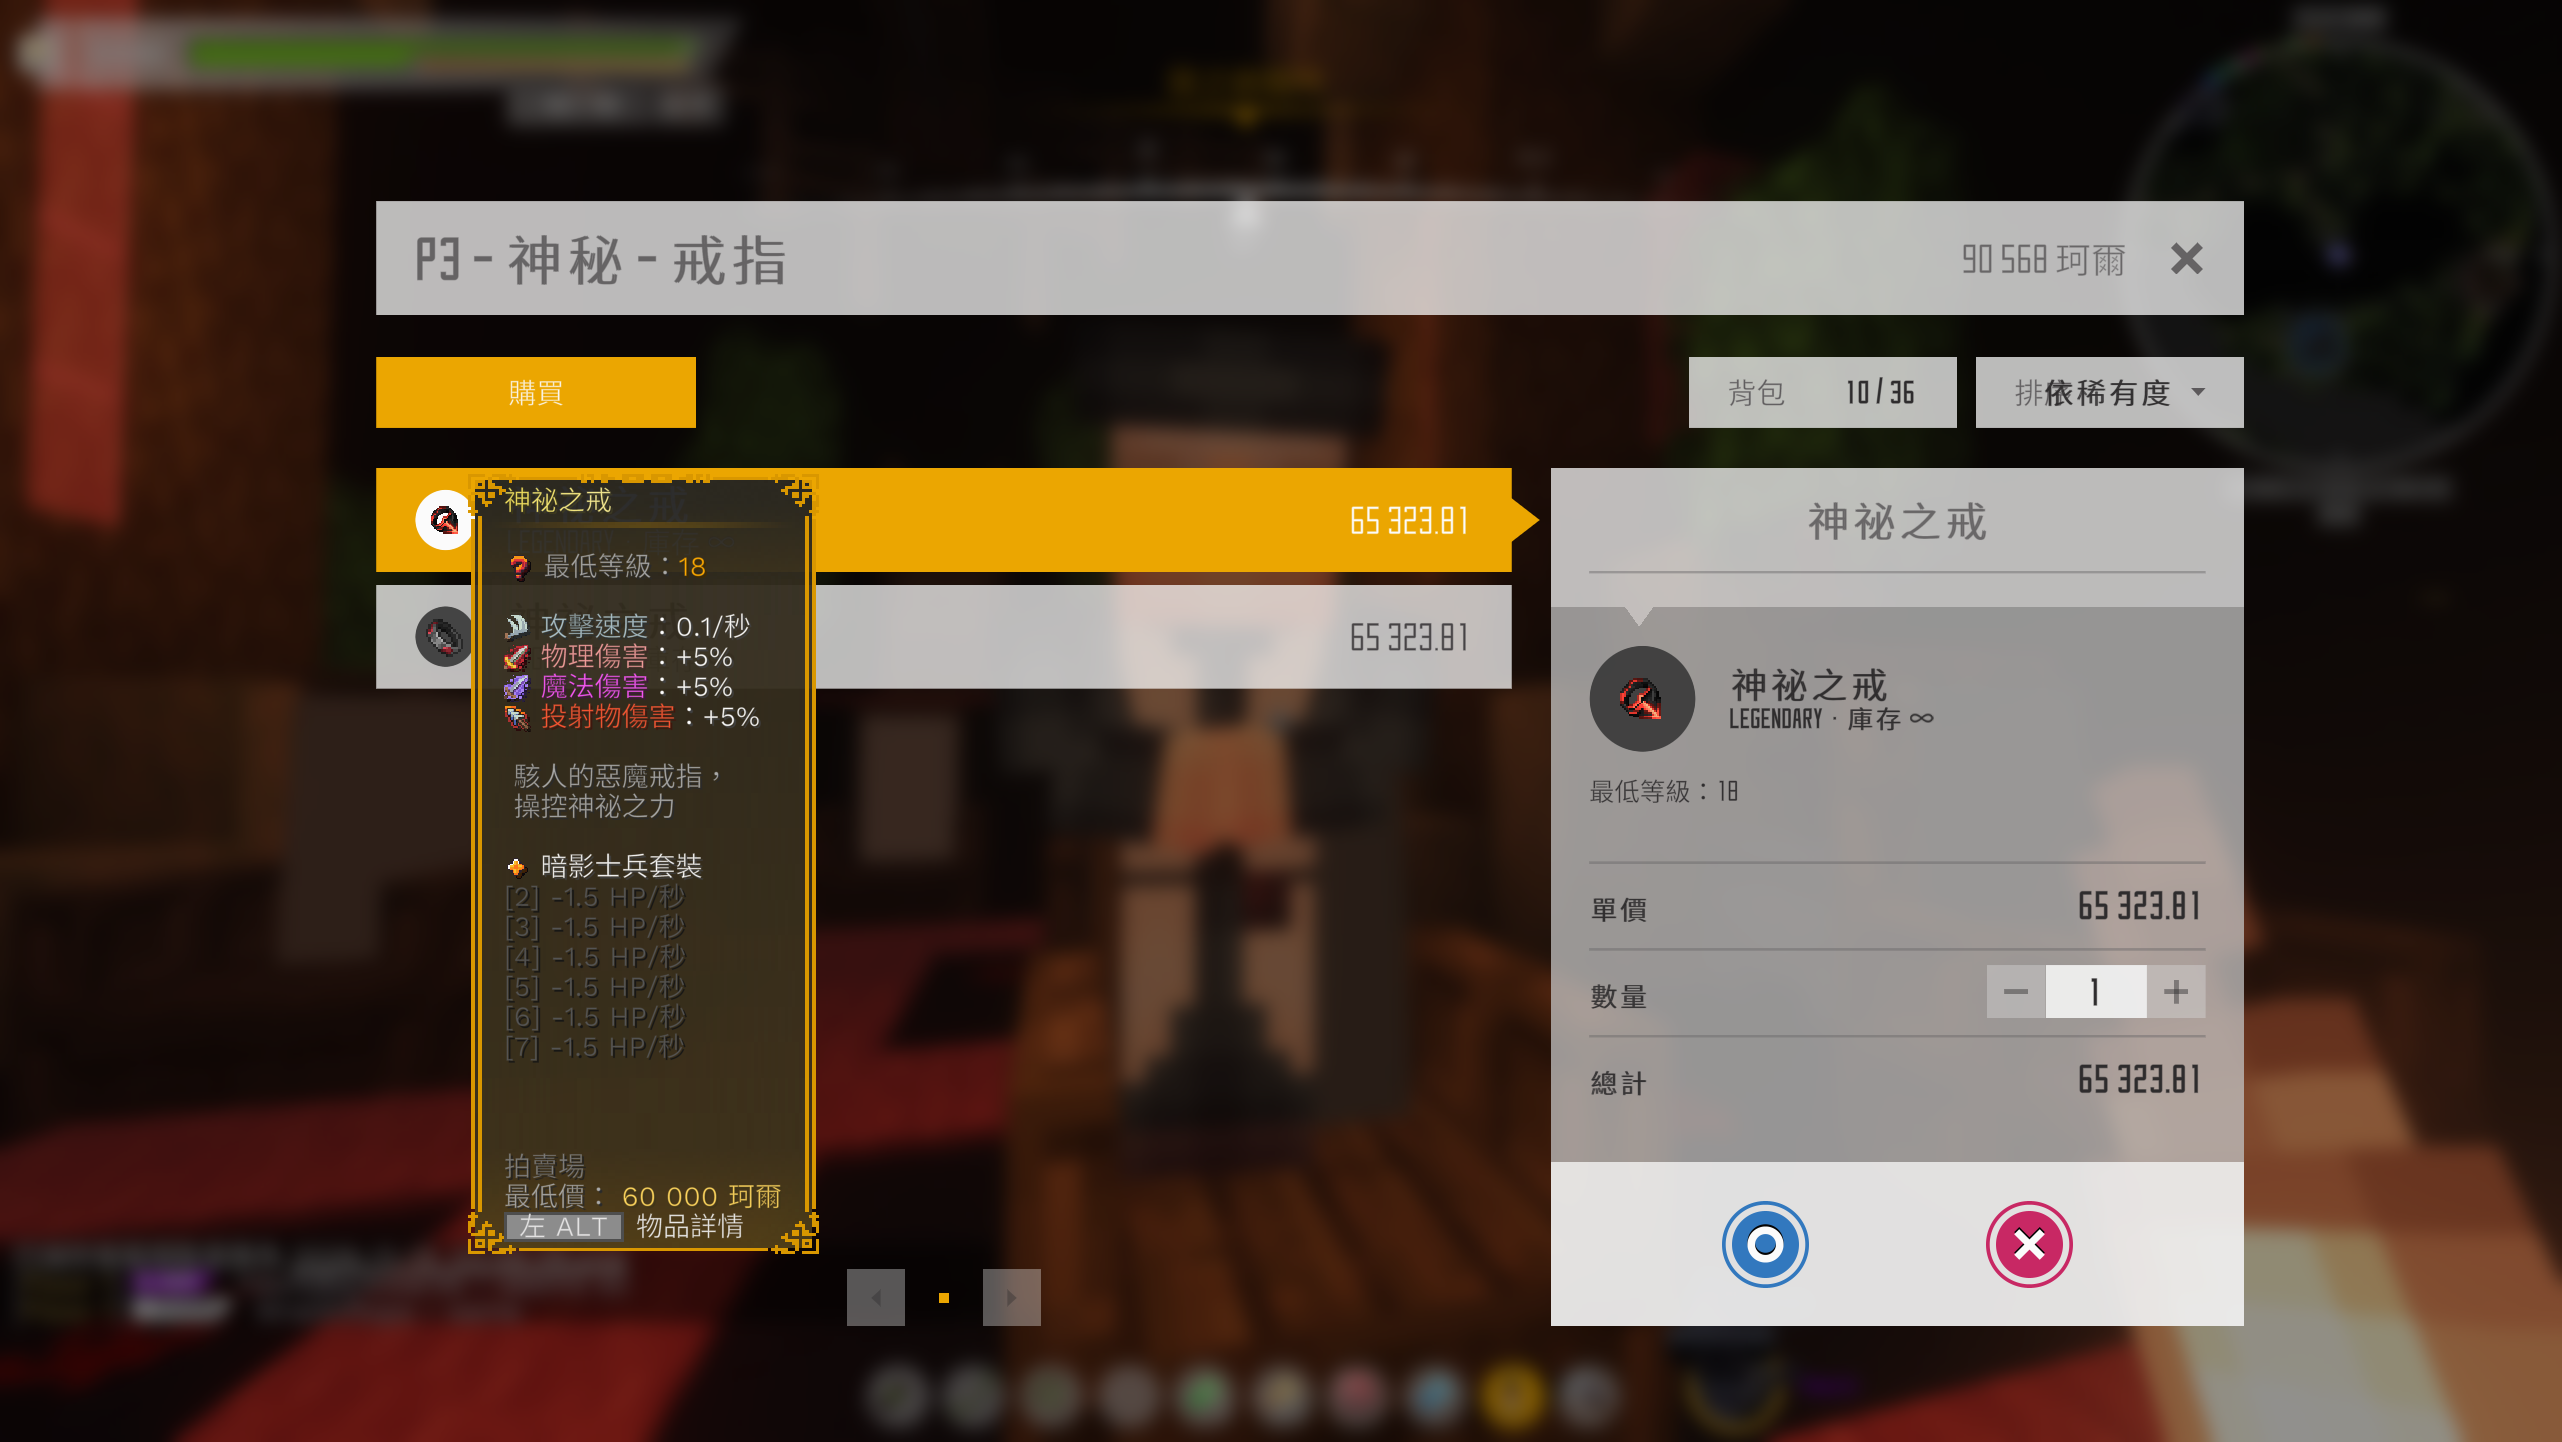 P3 - 神秘 - 戒指
90 568 珂爾
購買
背包 10 / 36
依稀有度
65 323.81
65 323.81
神祕之戒
最低等級：18
攻擊速度：0.1/秒
物理傷害：+5%
魔法傷害：+5%
投射物傷害：+5%
駭人的惡魔戒指，
操控神祕之力
暗影士兵套裝
[2] -1.5 HP/秒
[3] -1.5 HP/秒
[4] -1.5 HP/秒
[5] -1.5 HP/秒
[6] -1.5 HP/秒
[7] -1.5 HP/秒
拍賣場
最低價： 60 000 珂爾
左 ALT 物品詳情
神祕之戒
神祕之戒
LEGENDARY · 庫存 ∞
最低等級：18
單價 65 323.81
數量 1
總計 65 323.81